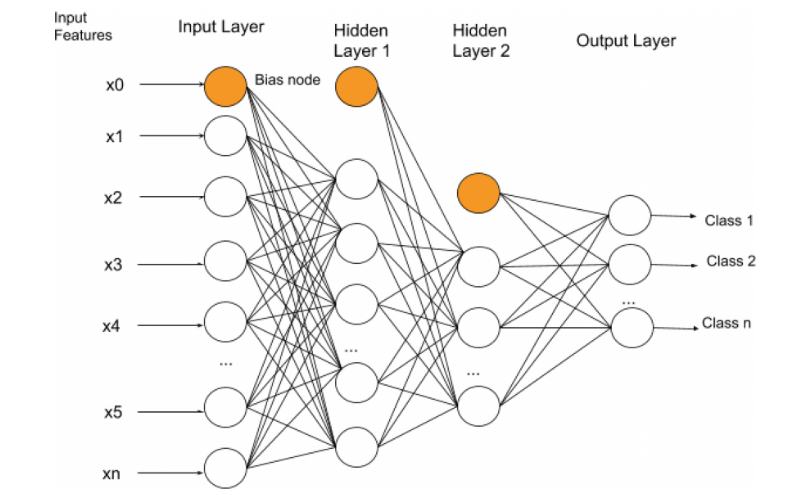 Input
Features
Input Layer
Hidden
Layer 1
Hidden
Layer 2
Output Layer
x0
Bias node
x1
x2
x3
x4
...
x5
xn
...
...
Class 1
Class 2
...
Class n